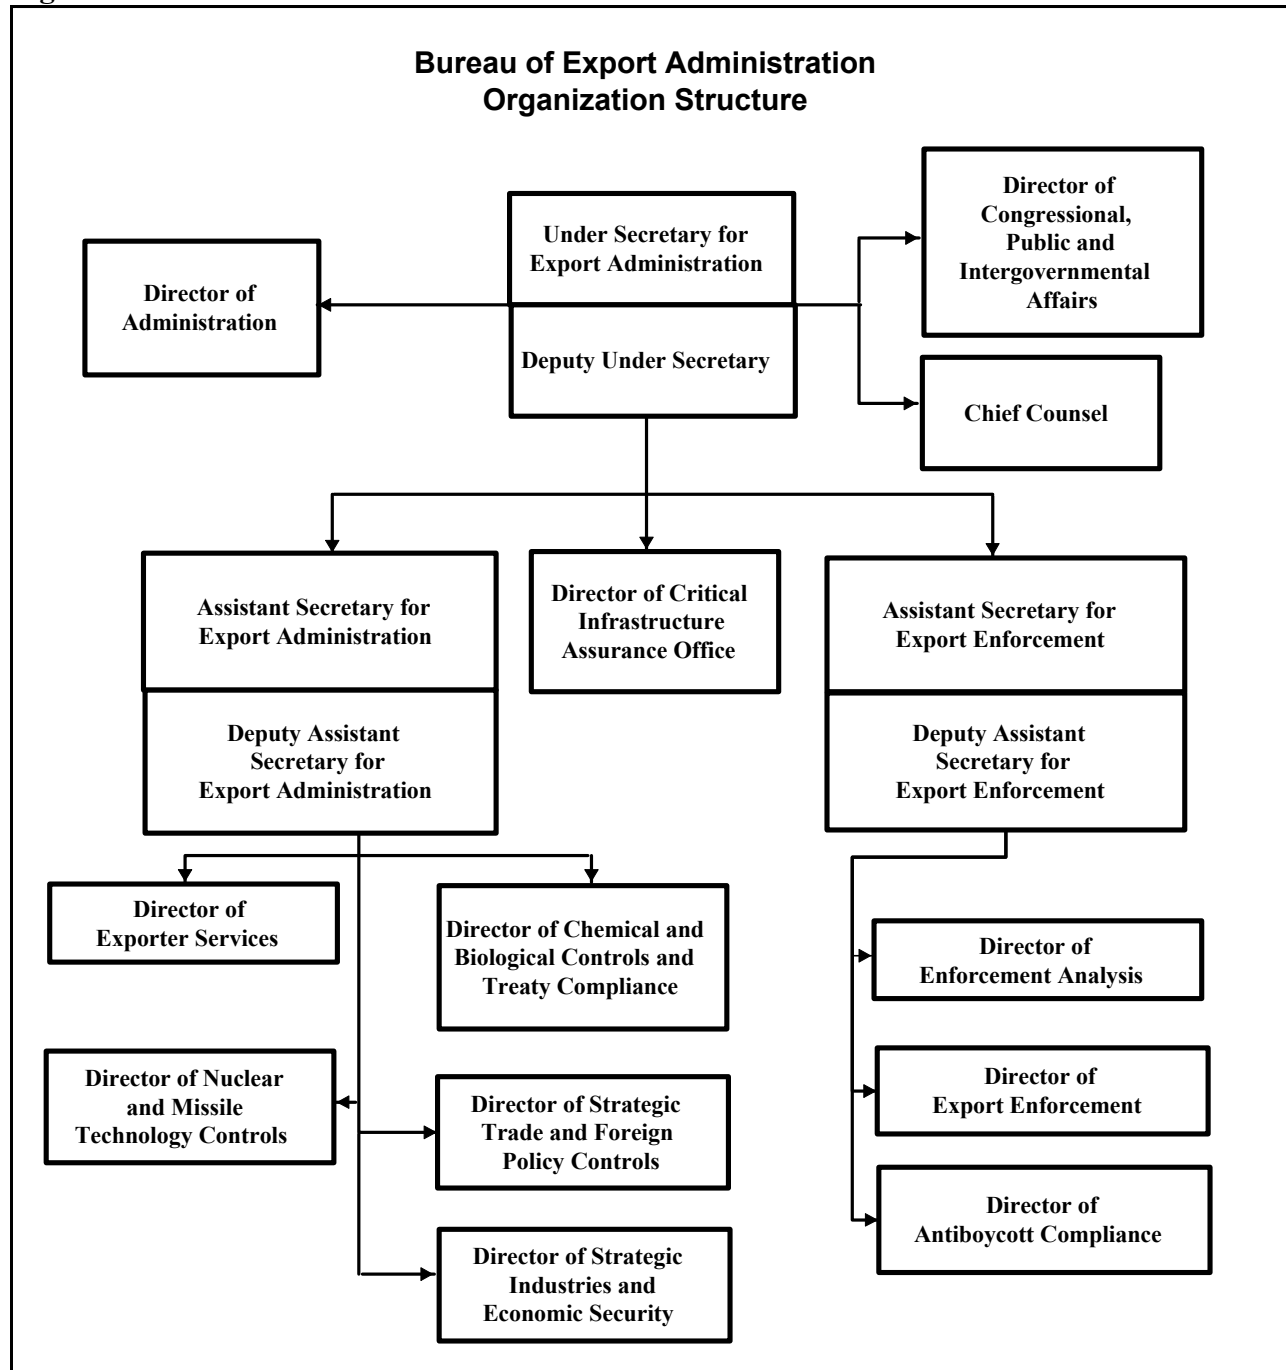 Bureau of Export Administration
Organization Structure
Under Secretary for
Export Administration
Deputy Under Secretary
Director of
Administration
Director of
Congressional,
Public and
Intergovernmental
Affairs
Chief Counsel
Assistant Secretary for
Export Administration
Deputy Assistant
Secretary for
Export Administration
Director of Critical
Infrastructure
Assurance Office
Assistant Secretary for
Export Enforcement
Deputy Assistant
Secretary for
Export Enforcement
Director of
Exporter Services
Director of Chemical and
Biological Controls and
Treaty Compliance
Director of Nuclear
and Missile
Technology Controls
Director of Strategic
Trade and Foreign
Policy Controls
Director of Strategic
Industries and
Economic Security
Director of
Enforcement Analysis
Director of
Export Enforcement
Director of
Antiboycott Compliance